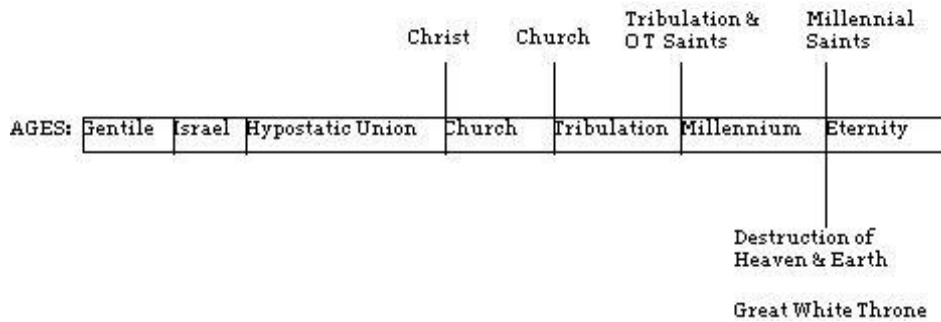 Christ
Church
Tribulation &
OT Saints
Millennial
Saints
AGES: Gentile Israel Hypostatic Union Church Tribulation Millennium Eternity
Destruction of
Heaven & Earth
Great White Throne